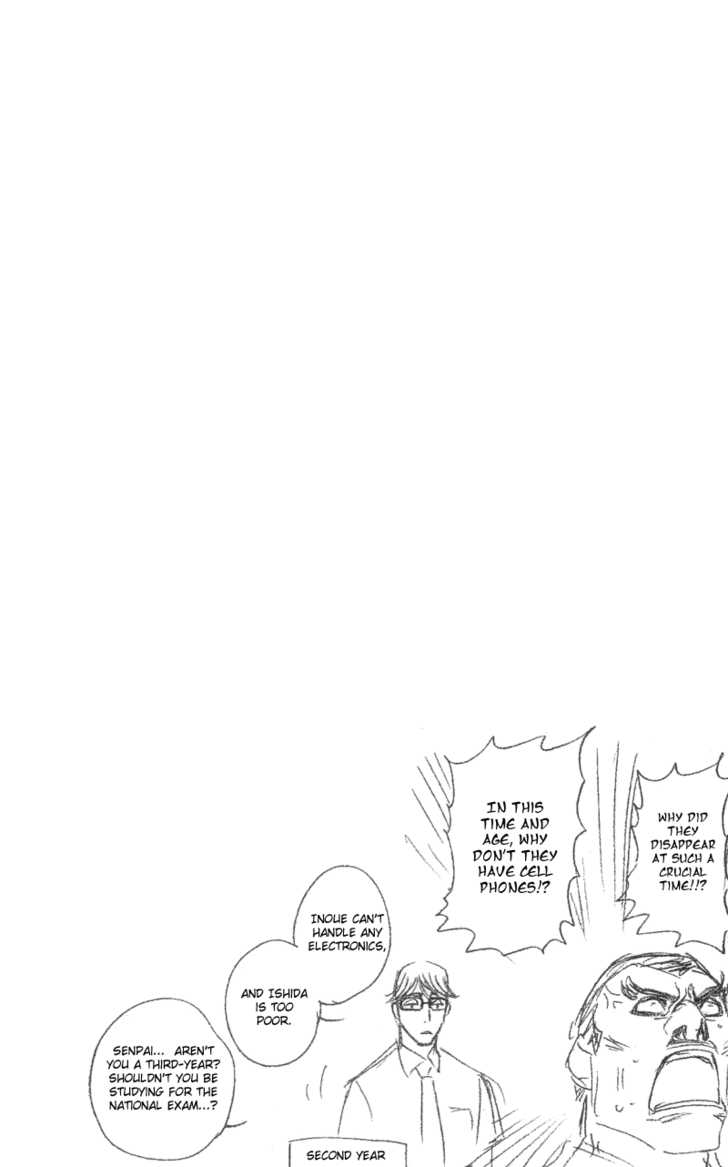 WHY DID
THEY
DISAPPEAR
AT SUCH A
CRUCIAL
TIME!!?
IN THIS
TIME AND
AGE, WHY
DON'T THEY
HAVE CELL
PHONES!?
INOUE CAN'T
HANDLE ANY
ELECTRONICS,
AND ISHIDA
IS TOO
POOR.
SENPAI... AREN'T
YOU A THIRD-YEAR?
SHOULDN'T YOU BE
STUDYING FOR THE
NATIONAL EXAM...?
SECOND YEAR